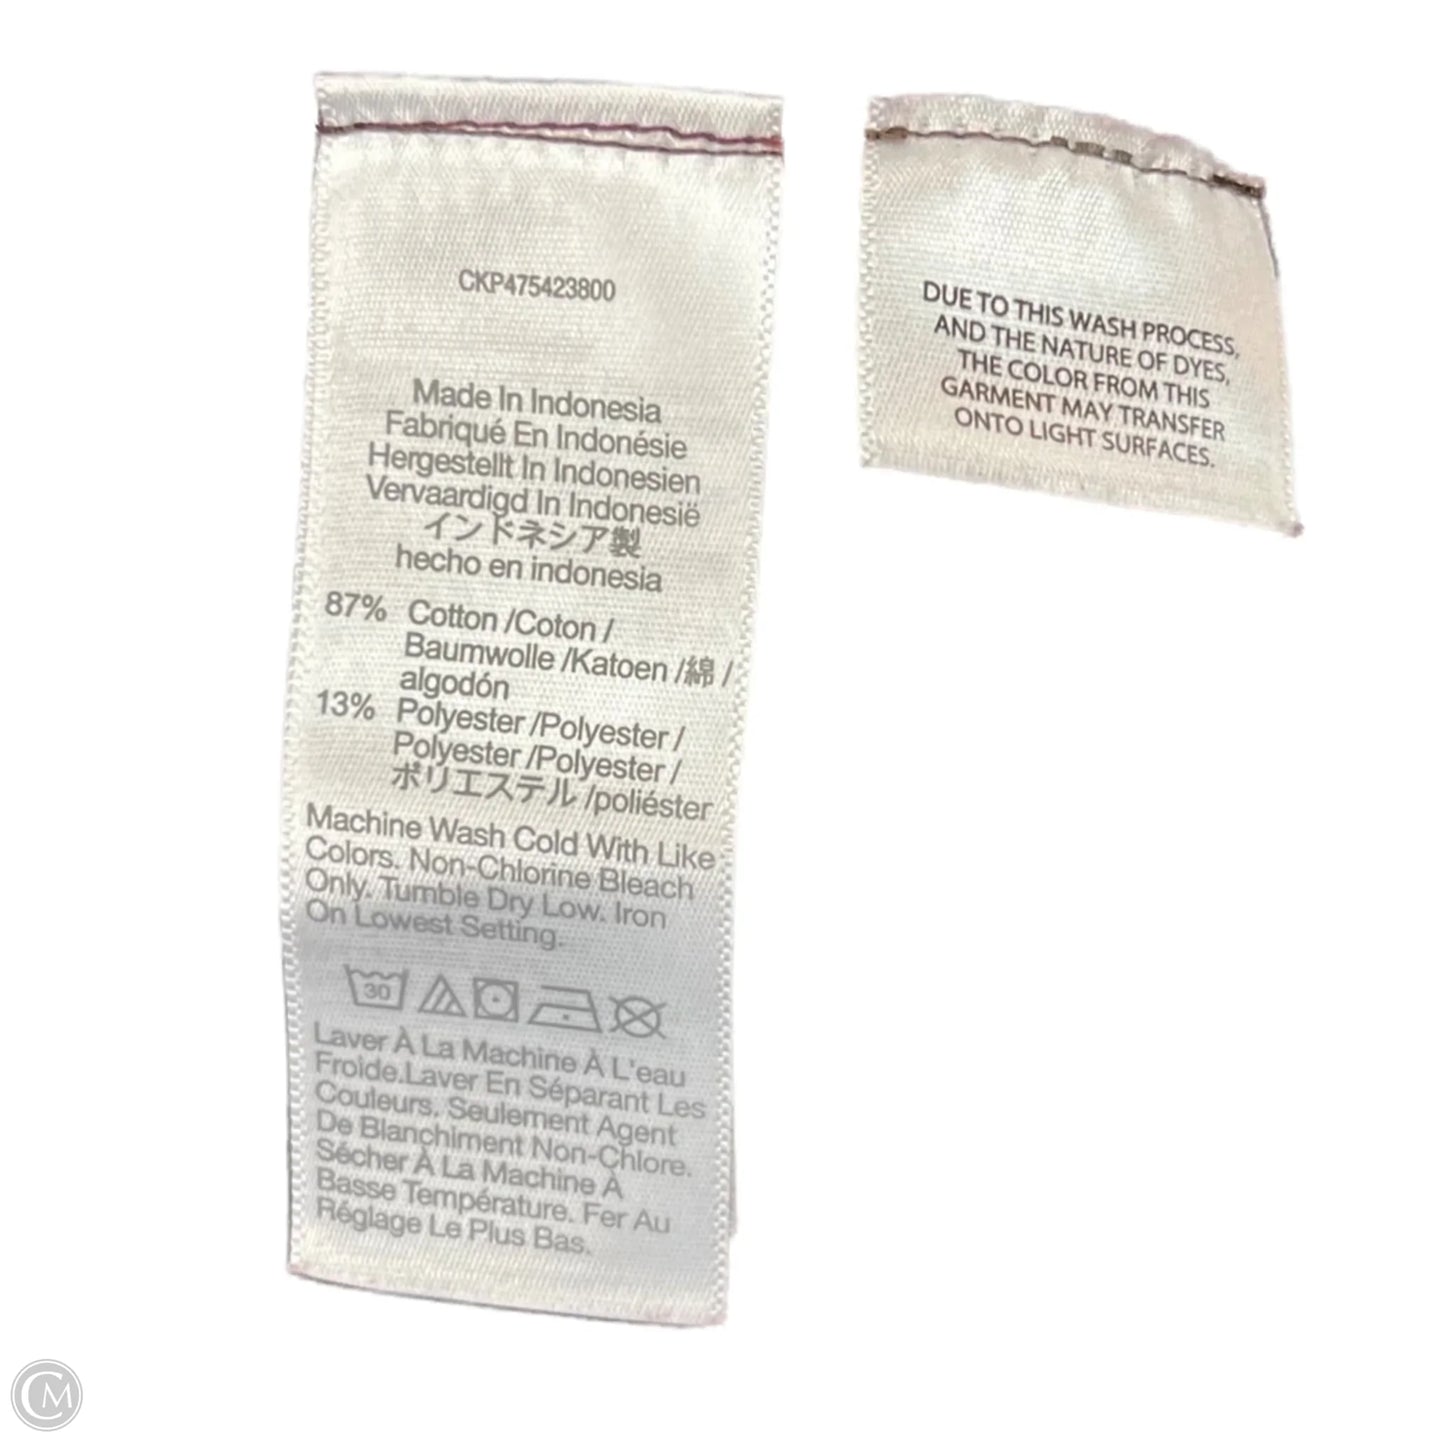 CKP475423800
Made In Indonesia
Fabriqué En Indonésie
Hergestellt In Indonesien
Vervaardigd In Indonesië
インドネシア製
hecho en indonesia
87% Cotton /Coton /
Baumwolle /Katoen /綿 /
algodón
13% Polyester /Polyester /
Polyester /Polyester /
ポリエステル /poliéster
Machine Wash Cold With Like
Colors. Non-Chlorine Bleach
Only. Tumble Dry Low. Iron
On Lowest Setting.
30
Laver À La Machine À L'eau
Froide.Laver En Séparant Les
Couleurs. Seulement Agent
De Blanchiment Non-Chlore.
Sécher À La Machine À
Basse Température. Fer Au
Réglage Le Plus Bas.
DUE TO THIS WASH PROCESS,
AND THE NATURE OF DYES,
THE COLOR FROM THIS
GARMENT MAY TRANSFER
ONTO LIGHT SURFACES.
CM